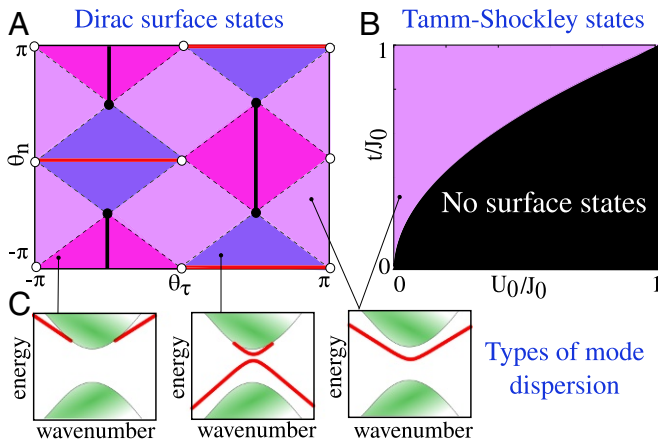 A Dirac surface states
B Tamm-Shockley states
π
θn
-π
-π
θτ
π
1
t/J0
0
0
U0/J0
1
No surface states
C
energy
wavenumber
energy
wavenumber
energy
wavenumber
Types of mode
dispersion